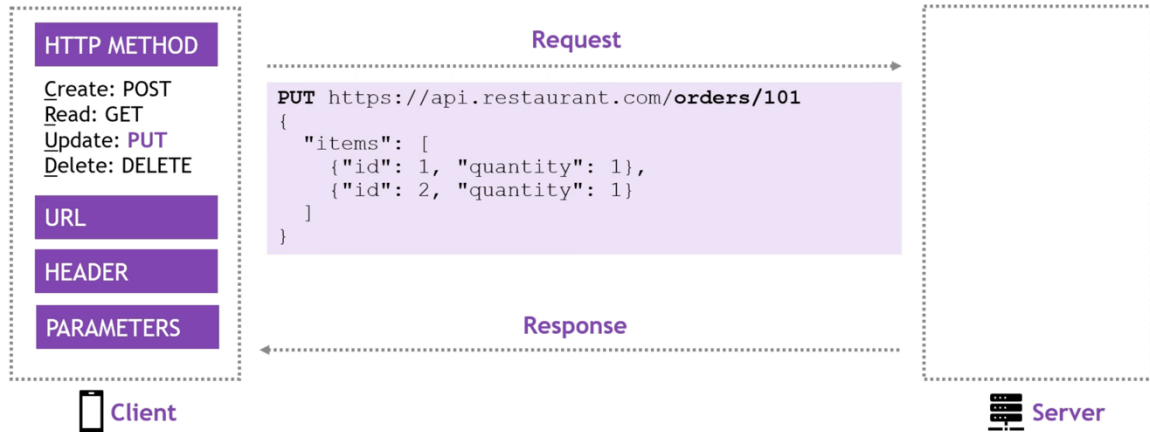 HTTP METHOD
Create: POST
Read: GET
Update: PUT
Delete: DELETE
URL
HEADER
PARAMETERS
Client
Request
PUT https://api.restaurant.com/orders/101
{
"items": [
{"id": 1, "quantity": 1},
{"id": 2, "quantity": 1}
]
}
Response
Server